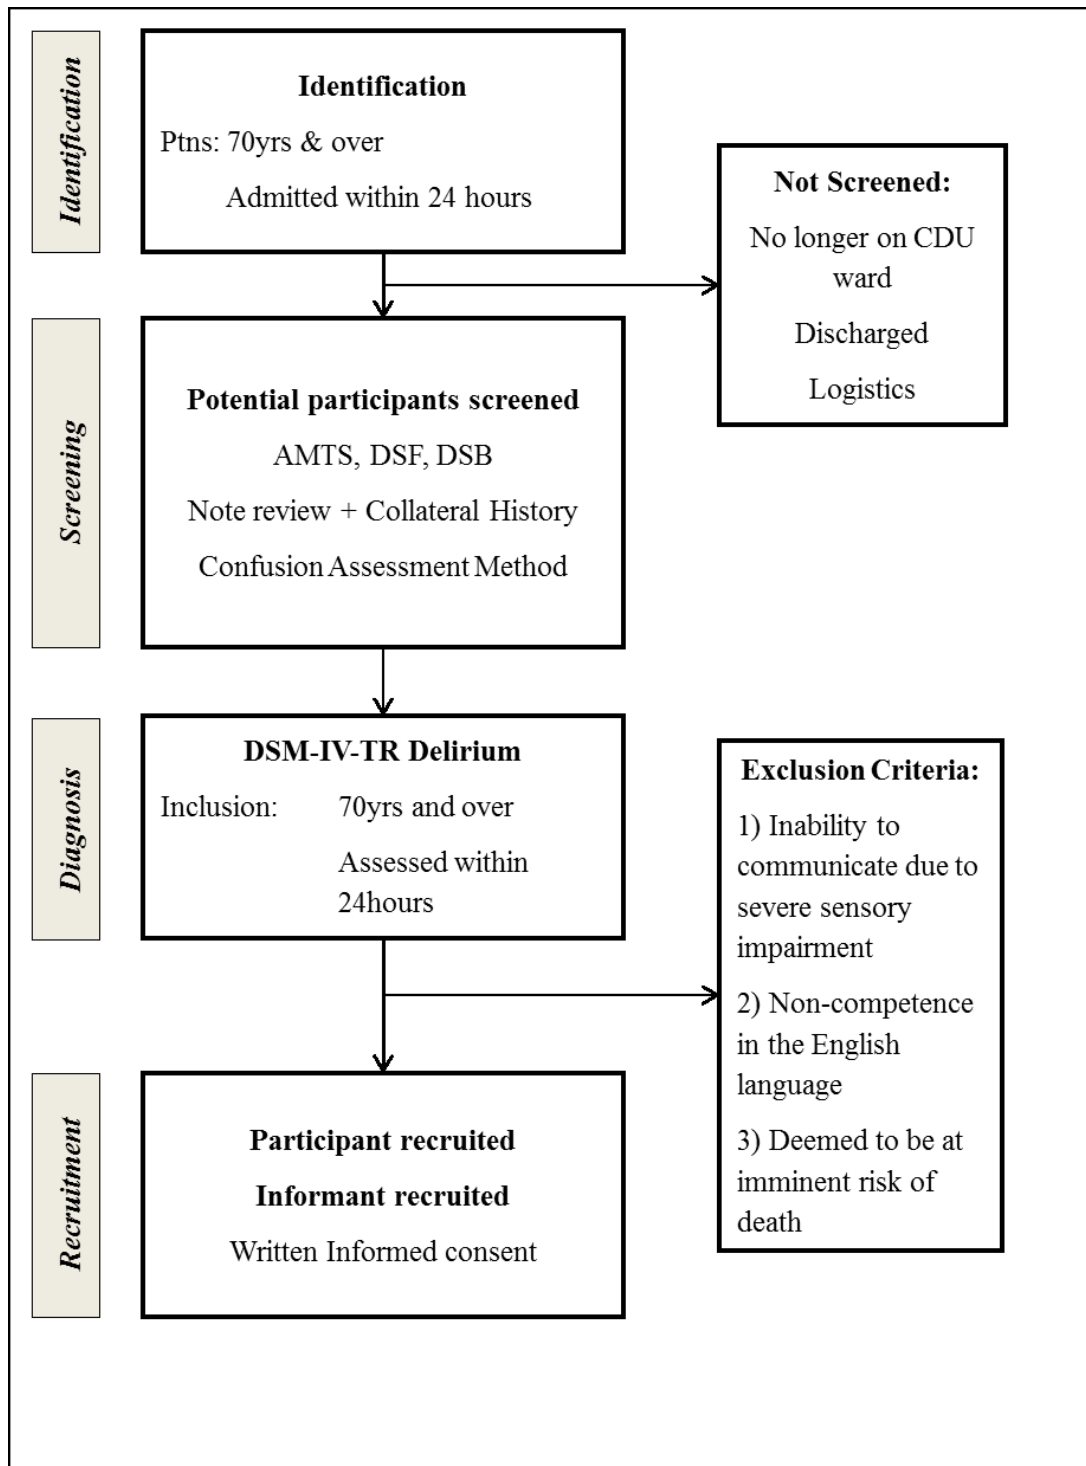 Identification
Identification
Ptns: 70yrs & over
Admitted within 24 hours
Not Screened:
No longer on CDU
ward
Discharged
Logistics
Screening
Potential participants screened
AMTS, DSF, DSB
Note review + Collateral History
Confusion Assessment Method
Diagnosis
DSM-IV-TR Delirium
Inclusion: 70yrs and over
Assessed within
24hours
Exclusion Criteria:
1) Inability to
communicate due to
severe sensory
impairment
2) Non-competence
in the English
language
3) Deemed to be at
imminent risk of
death
Recruitment
Participant recruited
Informant recruited
Written Informed consent